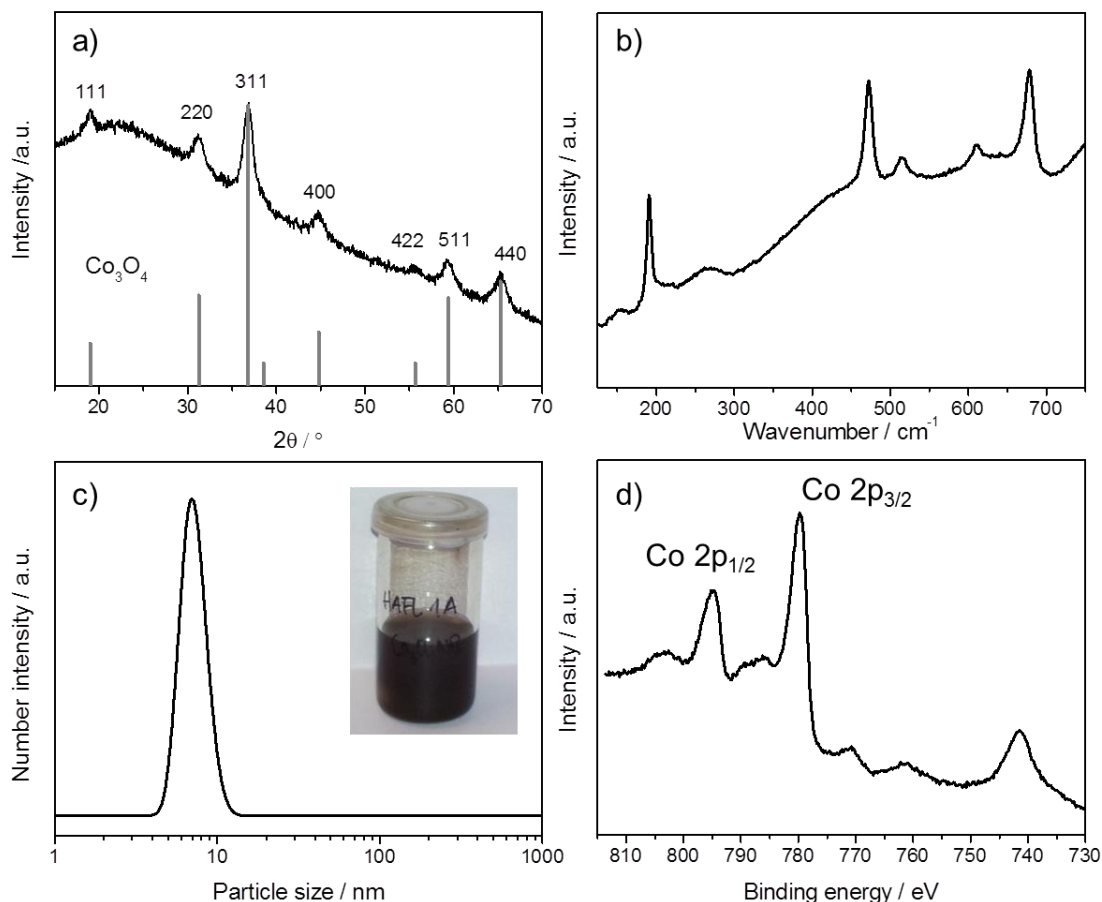 a)
111
220
311
400
422
511
440
Co₃O₄
Intensity /a.u.
20 30 40 50 60 70
2θ / °
b)
Intensity / a.u.
200 300 400 500 600 700
Wavenumber / cm⁻¹
c)
HAFL-1A
Number intensity / a.u.
1 10 100 1000
Particle size / nm
d)
Co 2p₃/₂
Co 2p₁/₂
Intensity / a.u.
810 800 790 780 770 760 750 740 730
Binding energy / eV